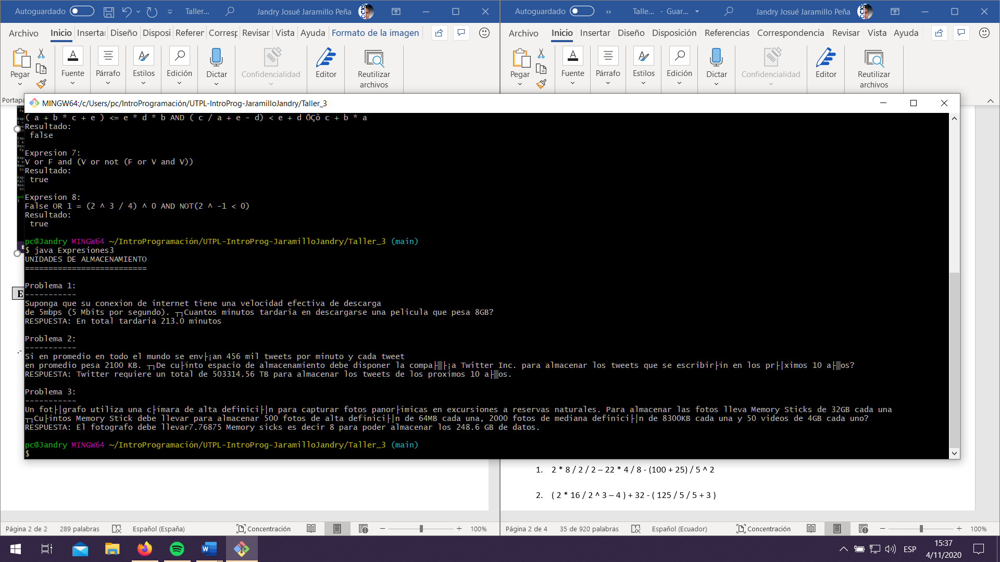 Autoguardado Taller... Jandry Josué Jaramillo Peña
Autoguardado Talle... - Guar... Jandry Josué Jaramillo Peña
Archivo Inicio Inserta Diseño Disposi Referer Corresp Revisar Vista Ayuda Formato de la imagen
Archivo Inicio Insertar Diseño Disposición Referencias Correspondencia Revisar Vista Ayuda
Pegar Fuente Párrafo Estilos Edición Dictar Confidencialidad Editor Reutilizar archivos
Pegar Fuente Párrafo Estilos Edición Dictar Confidencialidad Editor Reutilizar archivos
Portapa
MINGW64:/c/Users/pc/IntroProgramación/UTPL-IntroProg-JaramilloJandry/Taller_3
( a + b * c + e ) <= e * d * b AND ( c / a + e - d) < e + d ÔÇô c + b * a
Resultado:
false
Expresion 7:
V or F and (V or not (F or V and V))
Resultado:
true
Expresion 8:
False OR 1 = (2 ^ 3 / 4) ^ 0 AND NOT(2 ^ -1 < 0)
Resultado:
true
pc@Jandry MINGW64 ~/IntroProgramación/UTPL-IntroProg-JaramilloJandry/Taller_3 (main)
$ java Expresiones3
UNIDADES DE ALMACENAMIENTO
==========================
Problema 1:
-----------
Suponga que su conexion de internet tiene una velocidad efectiva de descarga
de 5mbps (5 Mbits por segundo). ┬┐Cuantos minutos tardaria en descargarse una pelicula que pesa 8GB?
RESPUESTA: En total tardaria 213.0 minutos
Problema 2:
-----------
Si en promedio en todo el mundo se env├¡an 456 mil tweets por minuto y cada tweet
en promedio pesa 2100 KB. ┬┐De cu├ínto espacio de almacenamiento debe disponer la compa├▒├¡a Twitter Inc. para almacenar los tweets que se escribir├ín en los pr├│ximos 10 a├▒os?
RESPUESTA: Twitter requiere un total de 503314.56 TB para almacenar los tweets de los proximos 10 a├▒os.
Problema 3:
-----------
Un fot├│grafo utiliza una c├ímara de alta definici├│n para capturar fotos panor├ímicas en excursiones a reservas naturales. Para almacenar las fotos lleva Memory Sticks de 32GB cada una
┬┐Cu├íntos Memory Stick debe llevar para almacenar 500 fotos de alta definici├│n de 64MB cada una, 2000 fotos de mediana definici├│n de 8300KB cada una y 50 videos de 4GB cada uno?
RESPUESTA: El fotografo debe llevar7.76875 Memory sicks es decir 8 para poder almacenar los 248.6 GB de datos.
pc@Jandry MINGW64 ~/IntroProgramación/UTPL-IntroProg-JaramilloJandry/Taller_3 (main)
$
1. 2 * 8 / 2 / 2 – 22 * 4 / 8 - (100 + 25) / 5 ^ 2
2. ( 2 * 16 / 2 ^ 3 – 4 ) + 32 - ( 125 / 5 / 5 + 3 )
Página 2 de 2 289 palabras Español (España) Concentración 100%
Página 2 de 4 35 de 920 palabras Español (Ecuador) Concentración 100%
ESP
15:37
4/11/2020